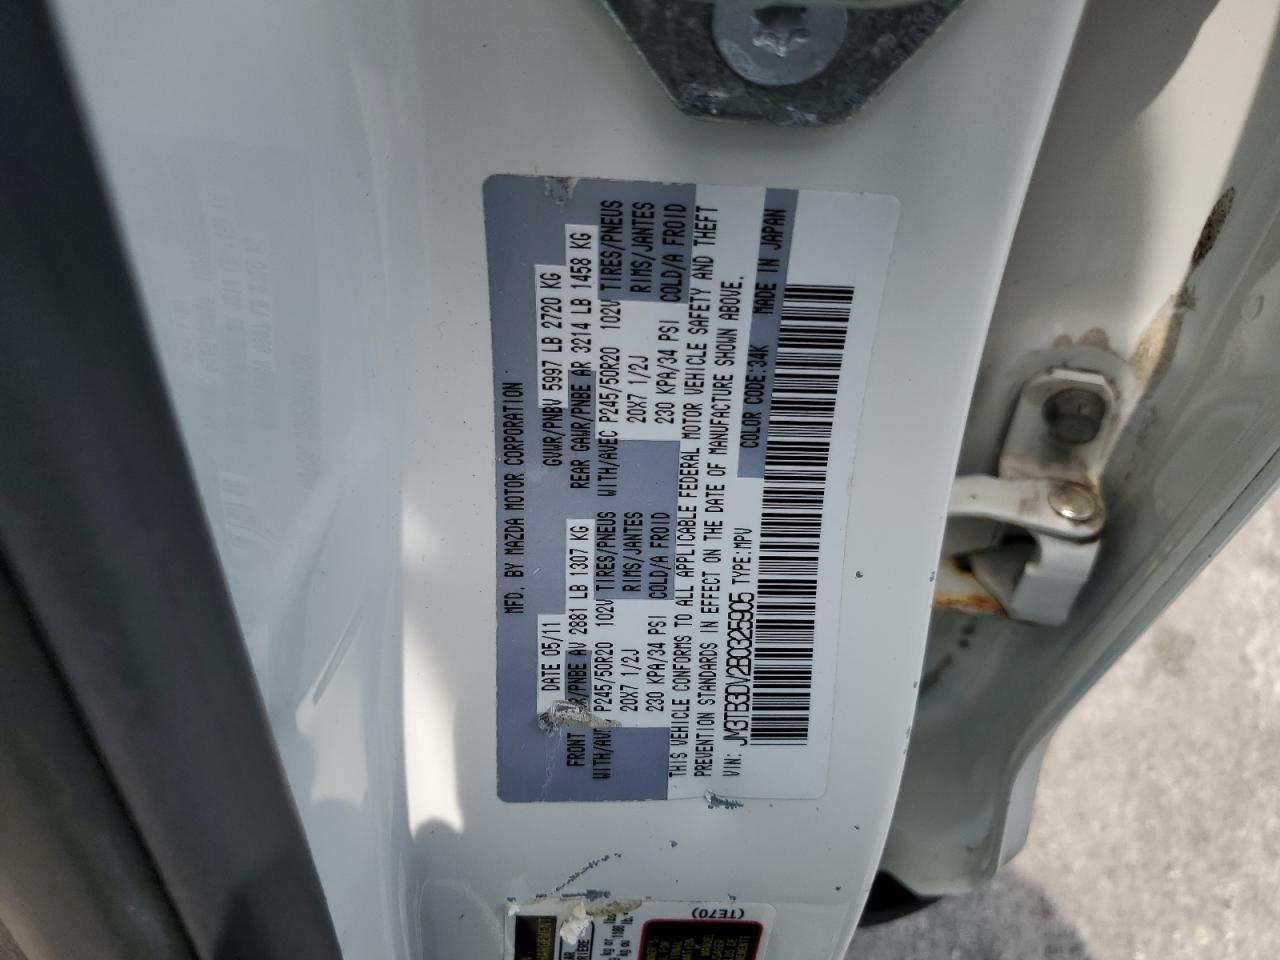 MFD. BY MAZDA MOTOR CORPORATION
DATE 05/11 GVWR/PNBV 5997 LB 2720 KG
FRONT /PNBE AV 2881 LB 1307 KG REAR GAWR/PNBE AR 3214 LB 1458 KG
P245/50R20 102V TIRES/PNEUS WITH/AVEC P245/50R20 102V TIRES/PNEUS
20X7 1/2J RIMS/JANTES 20X7 1/2J RIMS/JANTES
230 KPA/34 PSI COLD/A FROID 230 KPA/34 PSI COLD/A FROID
THIS VEHICLE CONFORMS TO ALL APPLICABLE FEDERAL MOTOR VEHICLE SAFETY AND THEFT
PREVENTION STANDARDS IN EFFECT ON THE DATE OF MANUFACTURE SHOWN ABOVE.
VIN: JM3TB3DV2B0325905 TYPE:MPV
COLOR CODE:34K MADE IN JAPAN
(TE70)